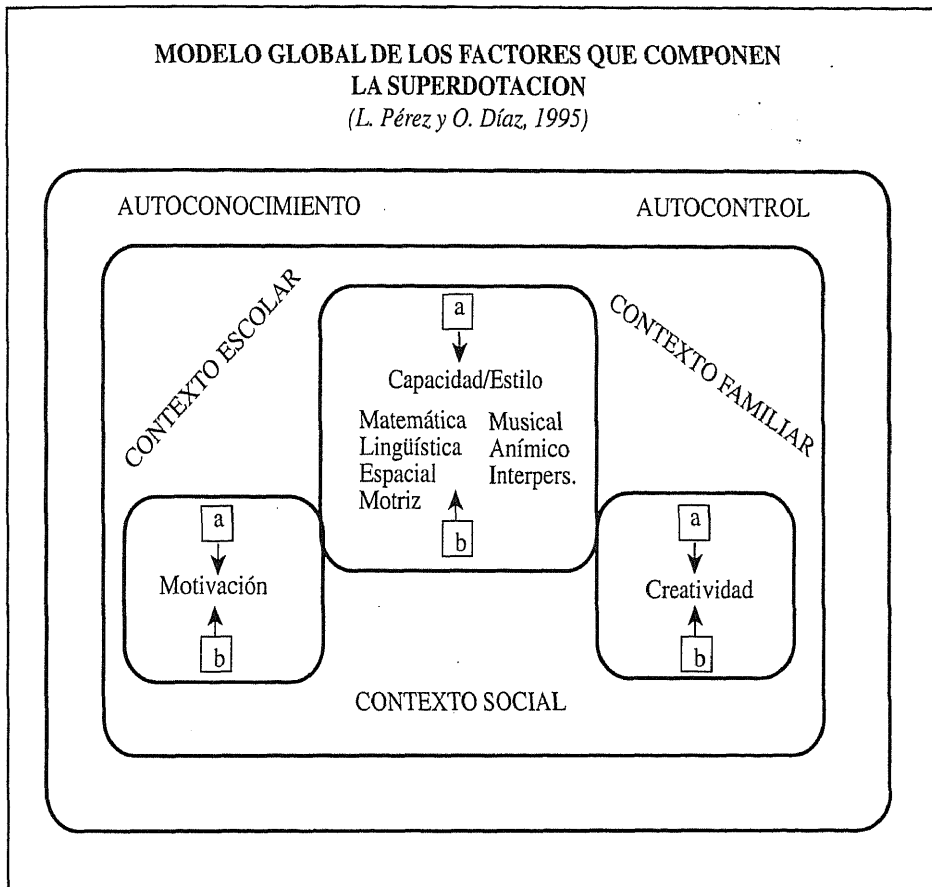 MODELO GLOBAL DE LOS FACTORES QUE COMPONEN
LA SUPERDOTACION
(L. Pérez y O. Díaz, 1995)
AUTOCONOCIMIENTO
AUTOCONTROL
CONTEXTO ESCOLAR
CONTEXTO FAMILIAR
a
Capacidad/Estilo
Matemática Musical
Lingüística Anímico
Espacial Interpers.
Motriz
b
a
Motivación
b
a
Creatividad
b
CONTEXTO SOCIAL